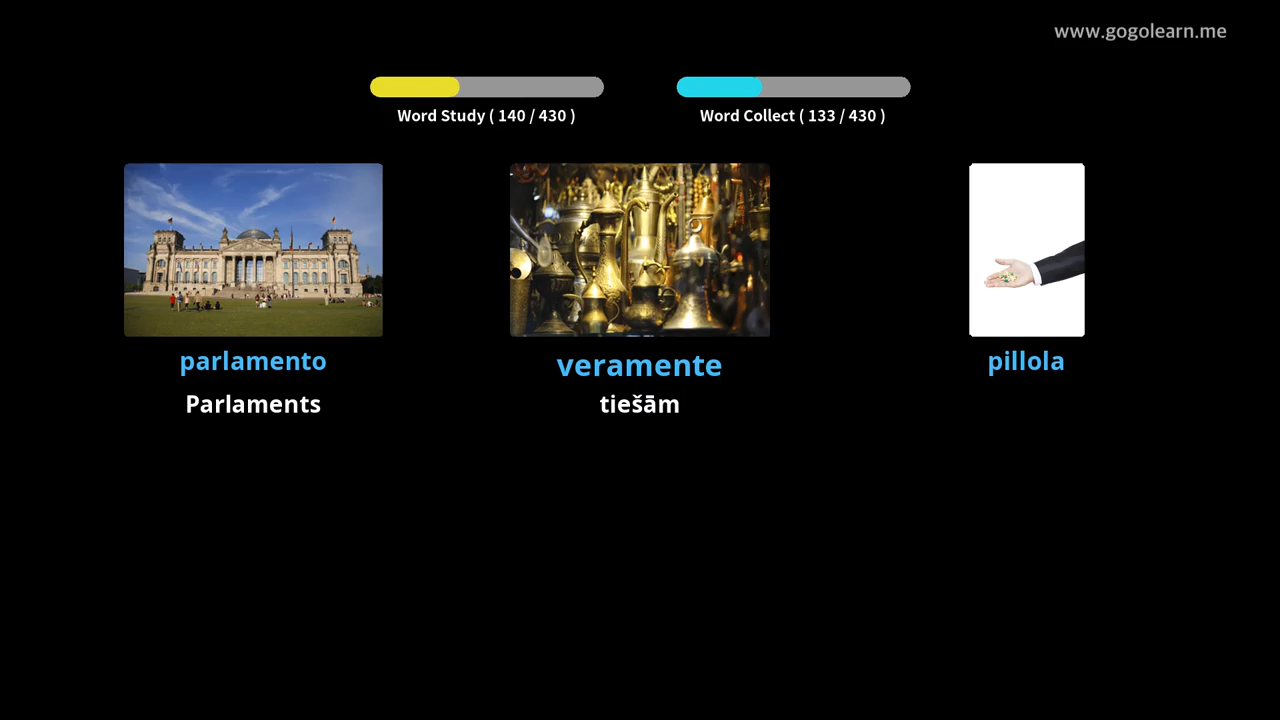 www.gogolearn.me
Word Study ( 140 / 430 )
Word Collect ( 133 / 430 )
parlamento
veramente
pillola
Parlaments
tiešām